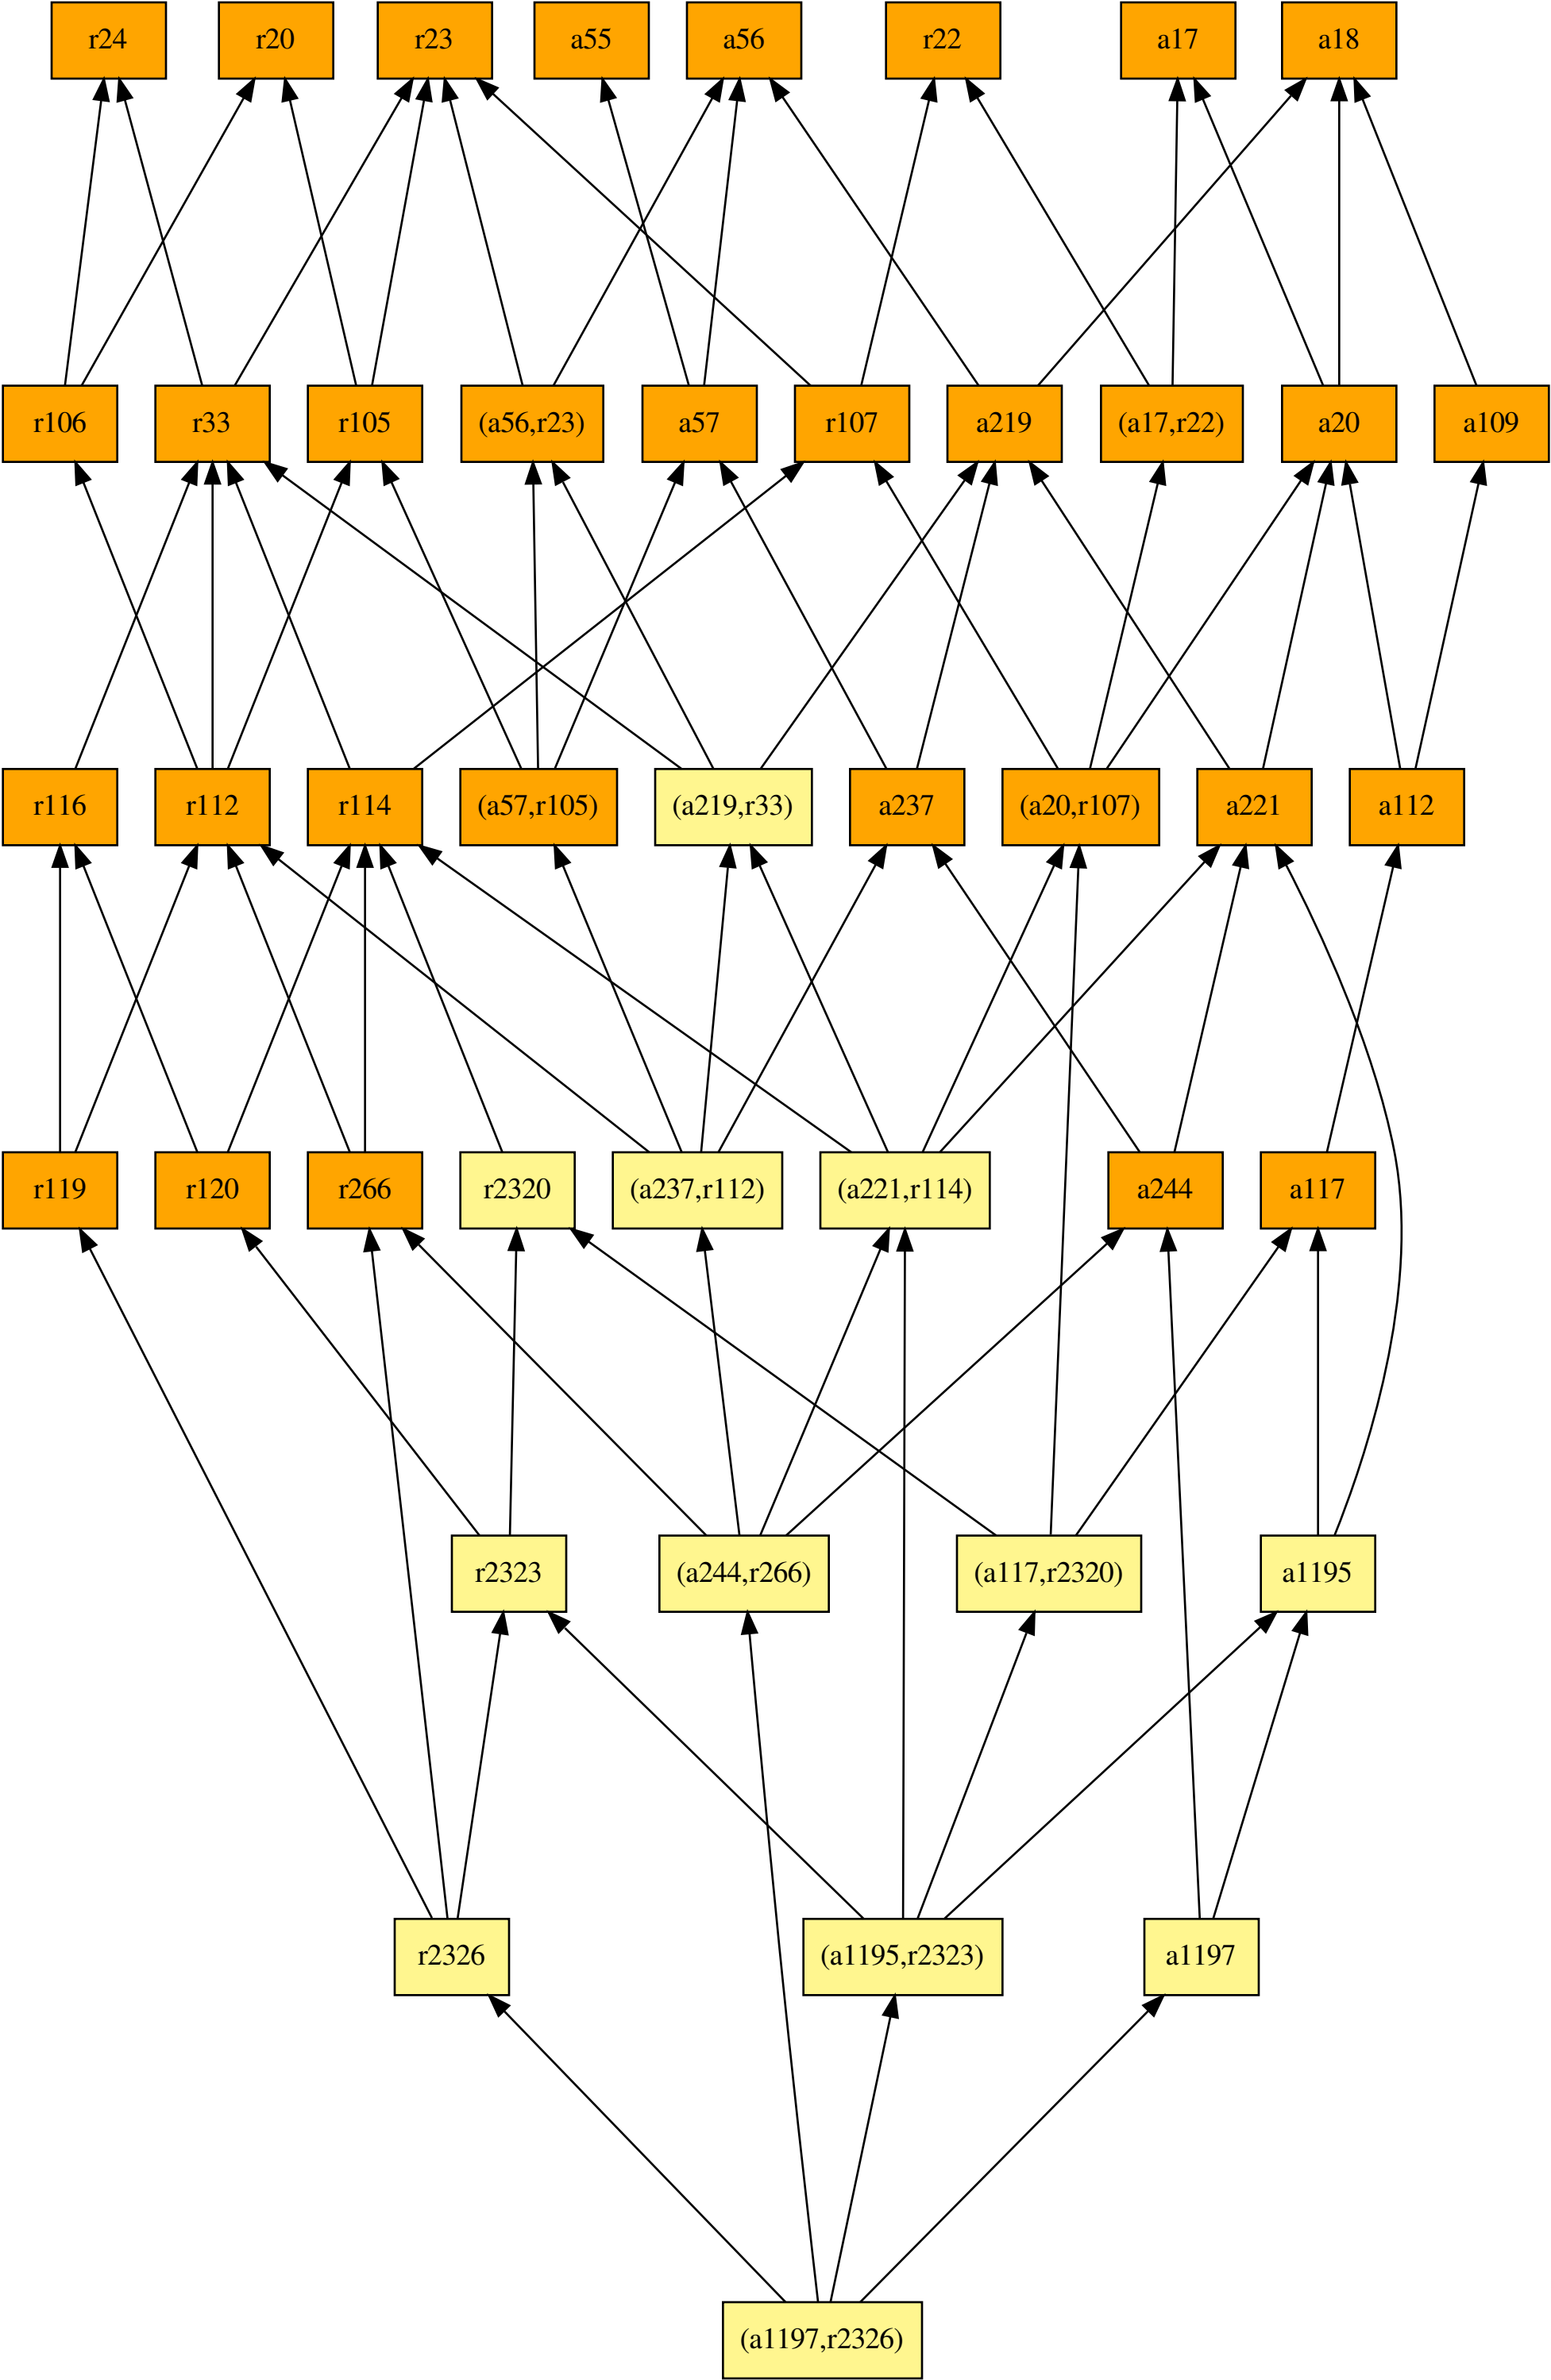 r24
r20
r23
a55
a56
r22
a17
a18
r106
r33
r105
(a56,r23)
a57
r107
a219
(a17,r22)
a20
a109
r116
r112
r114
(a57,r105)
(a219,r33)
a237
(a20,r107)
a221
a112
r119
r120
r266
r2320
(a237,r112)
(a221,r114)
a244
a117
r2323
(a244,r266)
(a117,r2320)
a1195
r2326
(a1195,r2323)
a1197
(a1197,r2326)